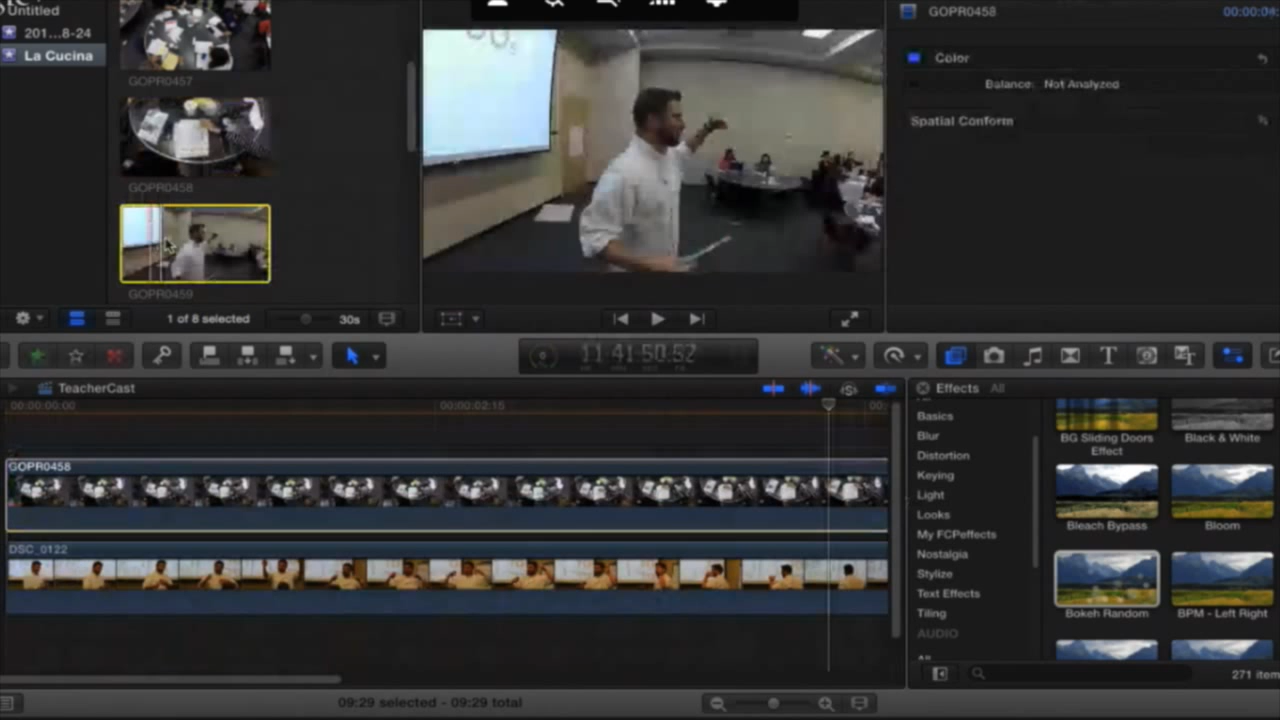 Untitled
201...8-24
La Cucina
GOPR0457
GOPR0458
GOPR0459
1 of 8 selected
30s
GOPR0458
Color
Balance: Not Analyzed
Spatial Conform
11:41:50.52
TeacherCast
00:00:00:00
00:00:02:15
00:
GOPR0458
DSC_0122
Effects All
Basics
Blur
Distortion
Keying
Light
Looks
My FCPeffects
Nostalgia
Stylize
Text Effects
Tiling
AUDIO
All
BG Sliding Doors
Effect
Black & White
Bleach Bypass
Bloom
Bokeh Random
BPM - Left Right
271 item
09:29 selected - 09:29 total